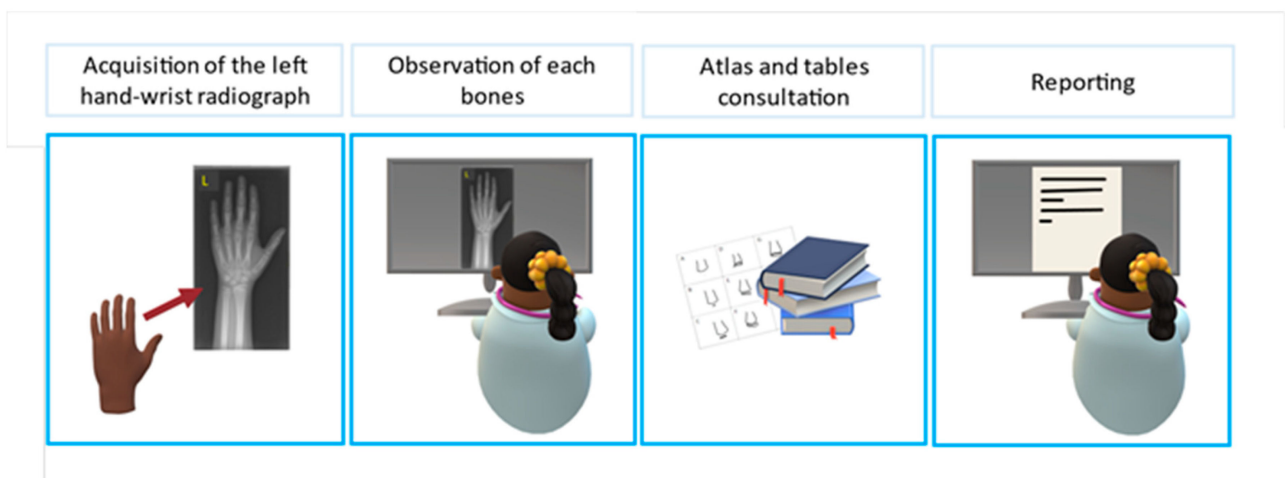 Acquisition of the left
hand-wrist radiograph
Observation of each
bones
Atlas and tables
consultation
Reporting
L
L